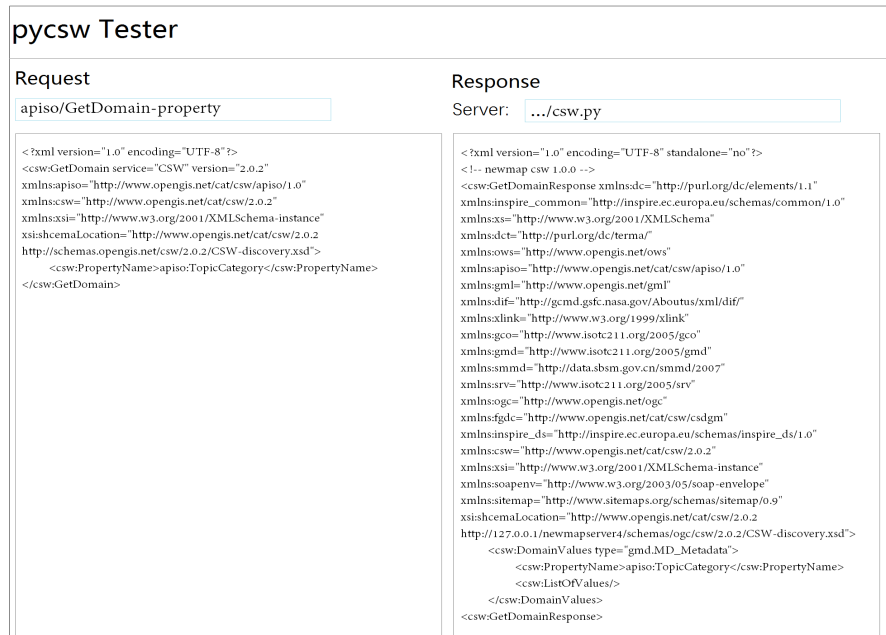 pycsw Tester
Request
apiso/GetDomain-property
<?xml version="1.0" encoding="UTF-8"?>
<csw:GetDomain service="CSW" version="2.0.2"
xmlns:apiso="http://www.opengis.net/cat/csw/apiso/1.0"
xmlns:csw="http://www.opengis.net/cat/csw/2.0.2"
xmlns:xsi="http://www.w3.org/2001/XMLSchema-instance"
xsi:shcemaLocation="http://www.opengis.net/cat/csw/2.0.2
http://schemas.opengis.net/csw/2.0.2/CSW-discovery.xsd">
<csw:PropertyName>apiso:TopicCategory</csw:PropertyName>
</csw:GetDomain>
Response
Server: .../csw.py
<?xml version="1.0" encoding="UTF-8" standalone="no"?>
<!-- newmap csw 1.0.0 -->
<csw:GetDomainResponse xmlns:dc="http://purl.org/dc/elements/1.1"
xmlns:inspire_common="http://inspire.ec.europa.eu/schemas/common/1.0"
xmlns:xs="http://www.w3.org/2001/XMLSchema"
xmlns:dct="http://purl.org/dc/terma/"
xmlns:ows="http://www.opengis.net/ows"
xmlns:apiso="http://www.opengis.net/cat/csw/apiso/1.0"
xmlns:gml="http://www.opengis.net/gml"
xmlns:dif="http://gcmd.gsfc.nasa.gov/Aboutus/xml/dif/"
xmlns:xlink="http://www.w3.org/1999/xlink"
xmlns:gco="http://www.isotc211.org/2005/gco"
xmlns:gmd="http://www.isotc211.org/2005/gmd"
xmlns:smmd="http://data.sbsm.gov.cn/smmd/2007"
xmlns:srv="http://www.isotc211.org/2005/srv"
xmlns:ogc="http://www.opengis.net/ogc"
xmlns:fgdc="http://www.opengis.net/cat/csw/csdgm"
xmlns:inspire_ds="http://inspire.ec.europa.eu/schemas/inspire_ds/1.0"
xmlns:csw="http://www.opengis.net/cat/csw/2.0.2"
xmlns:xsi="http://www.w3.org/2001/XMLSchema-instance"
xmlns:soapenv="http://www.w3.org/2003/05/soap-envelope"
xmlns:sitemap="http://www.sitemaps.org/schemas/sitemap/0.9"
xsi:shcemaLocation="http://www.opengis.net/cat/csw/2.0.2
http://127.0.0.1/newmapserver4/schemas/ogc/csw/2.0.2/CSW-discovery.xsd">
<csw:DomainValues type="gmd.MD_Metadata">
<csw:PropertyName>apiso:TopicCategory</csw:PropertyName>
<csw:ListOfValues/>
</csw:DomainValues>
<csw:GetDomainResponse>